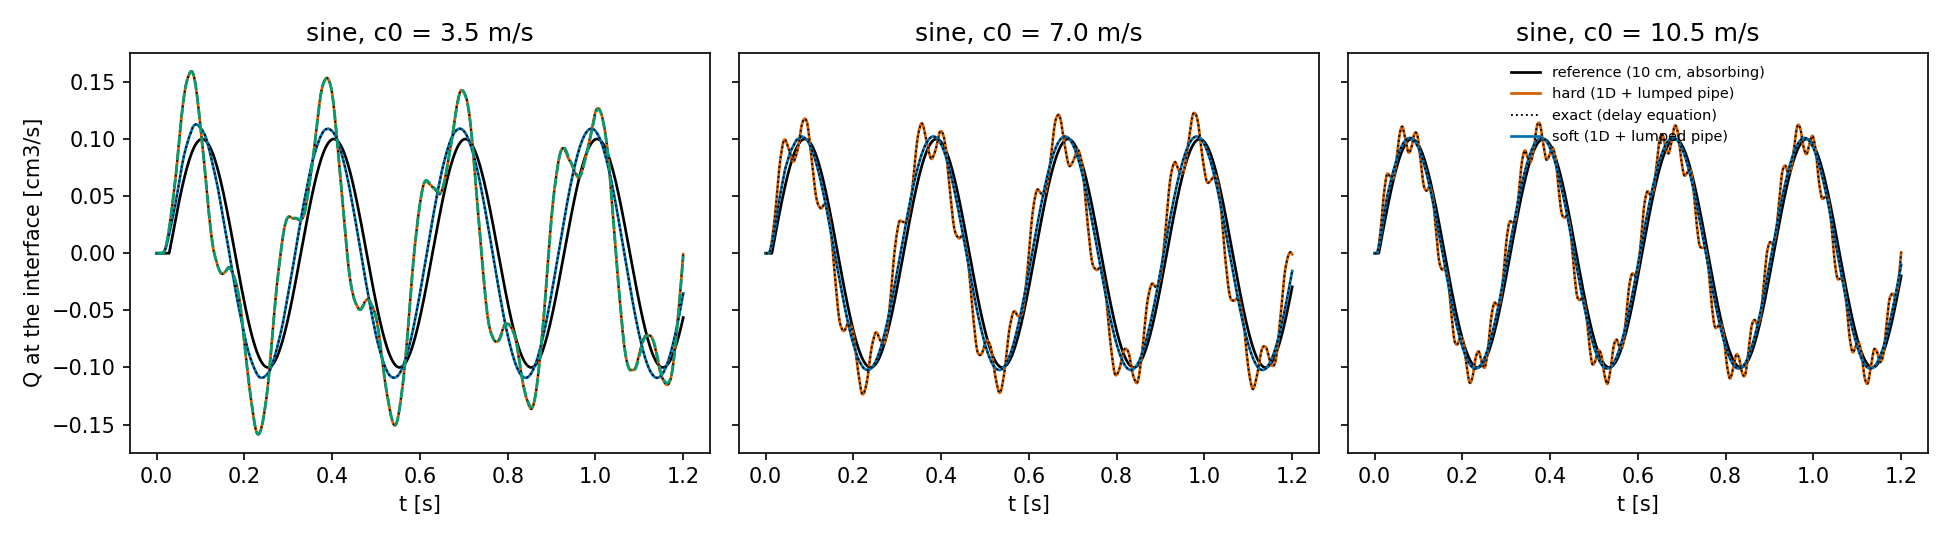 sine, c0 = 3.5 m/s
sine, c0 = 7.0 m/s
sine, c0 = 10.5 m/s
Q at the interface [cm3/s]
0.15
0.10
0.05
0.00
−0.05
−0.10
−0.15
reference (10 cm, absorbing)
hard (1D + lumped pipe)
exact (delay equation)
soft (1D + lumped pipe)
0.0 0.2 0.4 0.6 0.8 1.0 1.2
0.0 0.2 0.4 0.6 0.8 1.0 1.2
0.0 0.2 0.4 0.6 0.8 1.0 1.2
t [s]
t [s]
t [s]